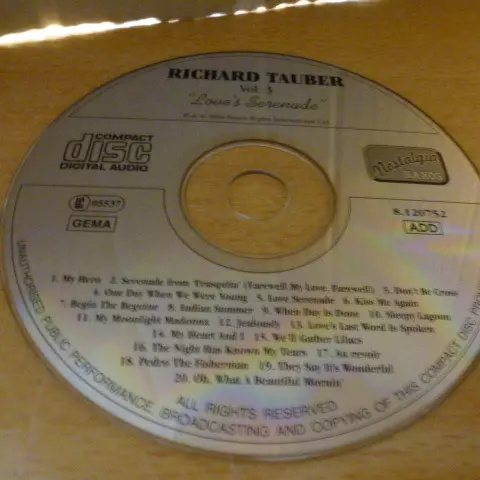 RICHARD TAUBER
Vol. 3
"Love's Serenade"
Rights International Ltd
COMPACT
disc
DIGITAL AUDIO
LC 05537
GEMA
Nostalgia
NAXOS
8.120752
ADD
1. My Hero 2. Serenade from 'Frasquita' (Farewell My Love, Farewell) 3. Don't Be Cross
4. One Day When We Were Young 5. Love Serenade 6. Kiss Me Again
7. Begin The Beguine 8. Indian Summer 9. When Day is Done 10. Sleepy Lagoon
11. My Moonlight Madonna 12. Jealousy 13. Love's Last Word is Spoken
14. My Heart And I 15. We'll Gather Lilacs
16. The Night Has Known My Tears 17. Au revoir
18. Pedro The Fisherman 19. They Say It's Wonderful
20. Oh, What A Beautiful Mornin'
ALL RIGHTS RESERVED
UNAUTHORISED PUBLIC PERFORMANCE, BROADCASTING AND COPYING OF THIS COMPACT DISC